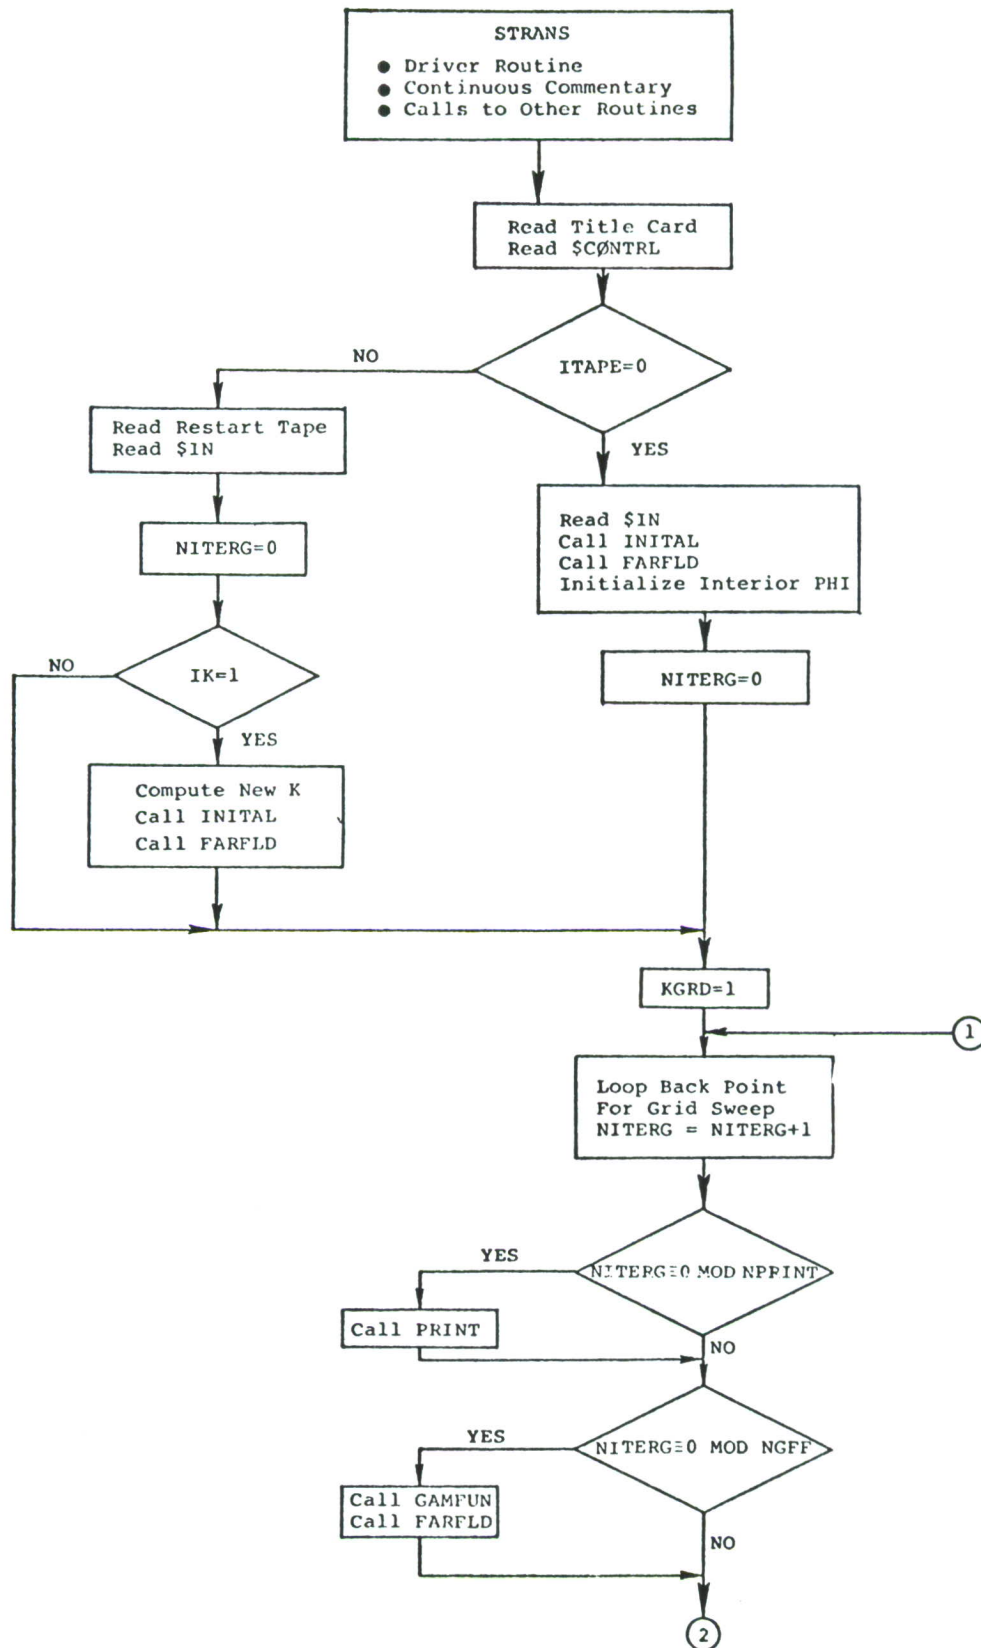 STRANS
● Driver Routine
● Continuous Commentary
● Calls to Other Routines
Read Title Card
Read $CØNTRL
ITAPE=0
NO
YES
Read Restart Tape
Read $IN
Read $IN
Call INITAL
Call FARFLD
Initialize Interior PHI
NITERG=0
NITERG=0
IK=1
NO
YES
Compute New K
Call INITAL
Call FARFLD
KGRD=1
1
Loop Back Point
For Grid Sweep
NITERG = NITERG+1
NITERG≡0 MOD NPRINT
YES
Call PRINT
NO
NITERG≡0 MOD NGFF
YES
Call GAMFUN
Call FARFLD
NO
2